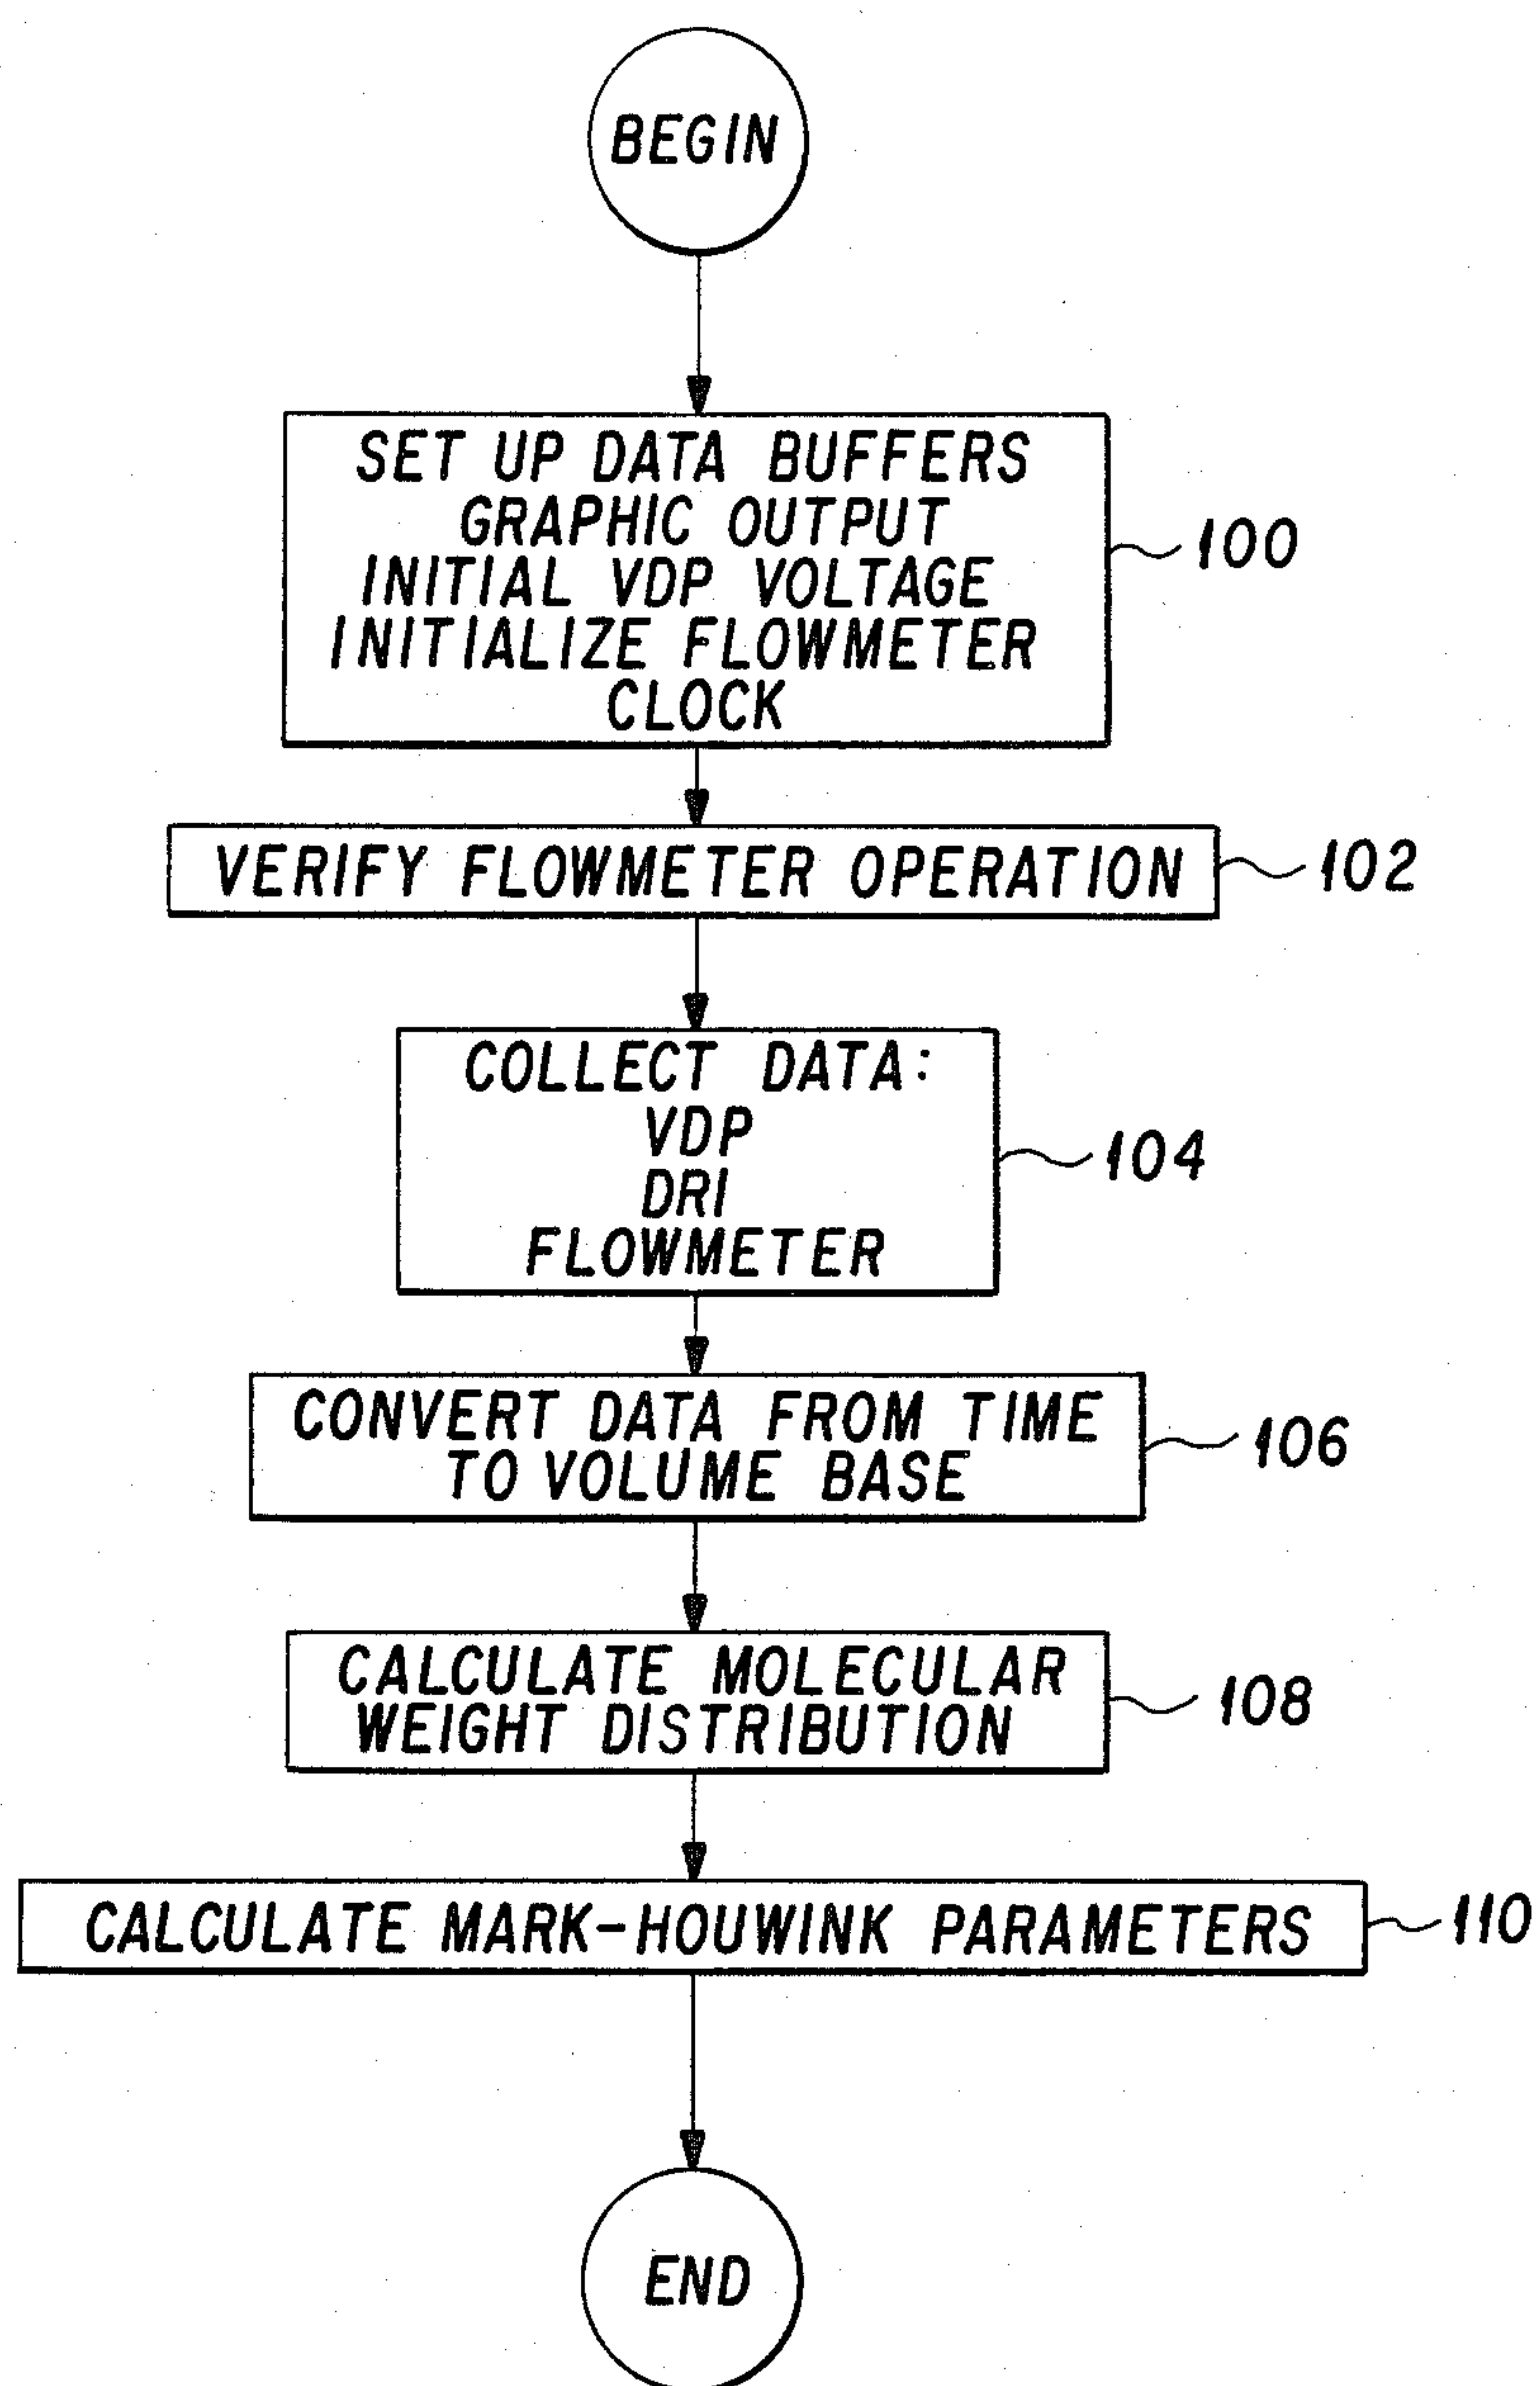 BEGIN
SET UP DATA BUFFERS
GRAPHIC OUTPUT
INITIAL VDP VOLTAGE
INITIALIZE FLOWMETER
CLOCK
100
VERIFY FLOWMETER OPERATION
102
COLLECT DATA:
VDP
DRI
FLOWMETER
104
CONVERT DATA FROM TIME
TO VOLUME BASE
106
CALCULATE MOLECULAR
WEIGHT DISTRIBUTION
108
CALCULATE MARK-HOUWINK PARAMETERS
110
END